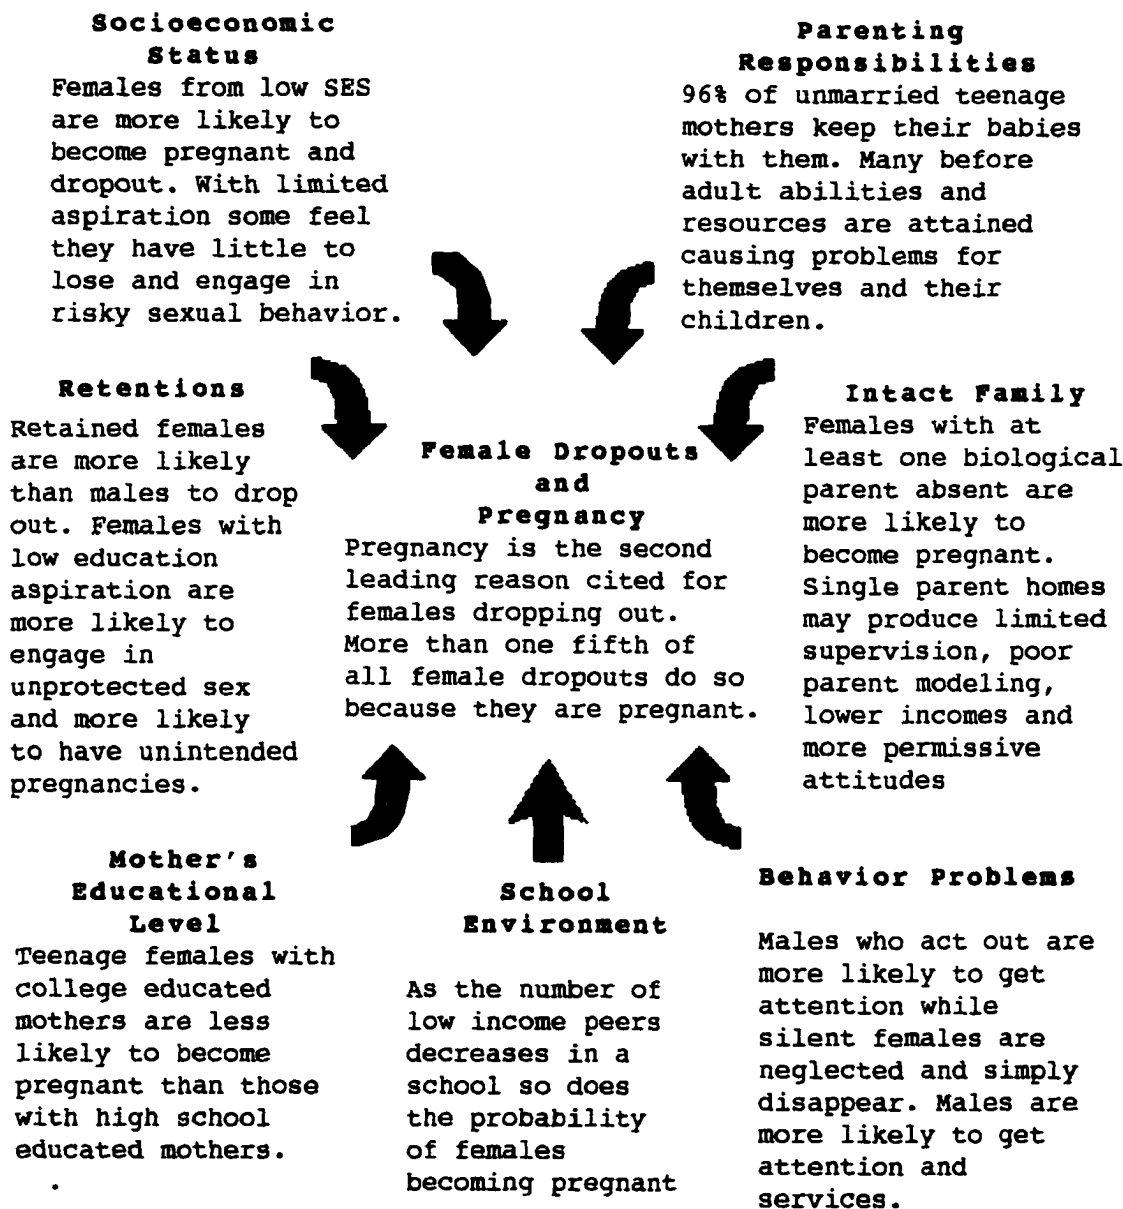 Socioeconomic
Status
Females from low SES
are more likely to
become pregnant and
dropout. With limited
aspiration some feel
they have little to
lose and engage in
risky sexual behavior.
Parenting
Responsibilities
96% of unmarried teenage
mothers keep their babies
with them. Many before
adult abilities and
resources are attained
causing problems for
themselves and their
children.
Retentions
Retained females
are more likely
than males to drop
out. Females with
low education
aspiration are
more likely to
engage in
unprotected sex
and more likely
to have unintended
pregnancies.
Female Dropouts
and
Pregnancy
Pregnancy is the second
leading reason cited for
females dropping out.
More than one fifth of
all female dropouts do so
because they are pregnant.
Intact Family
Females with at
least one biological
parent absent are
more likely to
become pregnant.
Single parent homes
may produce limited
supervision, poor
parent modeling,
lower incomes and
more permissive
attitudes
Mother's
Educational
Level
Teenage females with
college educated
mothers are less
likely to become
pregnant than those
with high school
educated mothers.
.
School
Environment
As the number of
low income peers
decreases in a
school so does
the probability
of females
becoming pregnant
Behavior Problems
Males who act out are
more likely to get
attention while
silent females are
neglected and simply
disappear. Males are
more likely to get
attention and
services.